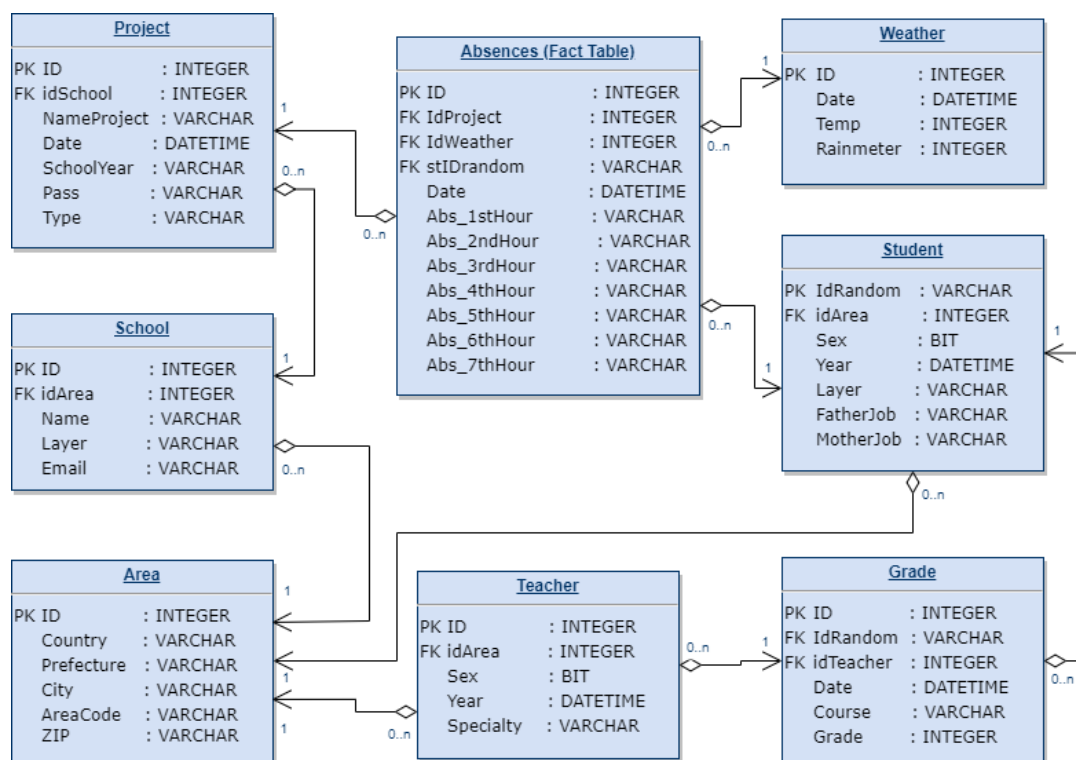 Project
PK ID : INTEGER
FK idSchool : INTEGER
NameProject : VARCHAR
Date : DATETIME
SchoolYear : VARCHAR
Pass : VARCHAR
Type : VARCHAR
1
0..n
Absences (Fact Table)
PK ID : INTEGER
FK IdProject : INTEGER
FK IdWeather : INTEGER
FK stIDrandom : VARCHAR
Date : DATETIME
Abs_1stHour : VARCHAR
Abs_2ndHour : VARCHAR
Abs_3rdHour : VARCHAR
Abs_4thHour : VARCHAR
Abs_5thHour : VARCHAR
Abs_6thHour : VARCHAR
Abs_7thHour : VARCHAR
0..n
0..n
0..n
Weather
1
PK ID : INTEGER
Date : DATETIME
Temp : INTEGER
Rainmeter : INTEGER
Student
PK IdRandom : VARCHAR
FK idArea : INTEGER
Sex : BIT
Year : DATETIME
Layer : VARCHAR
FatherJob : VARCHAR
MotherJob : VARCHAR
1
1
0..n
School
PK ID : INTEGER
FK idArea : INTEGER
Name : VARCHAR
Layer : VARCHAR
Email : VARCHAR
1
0..n
Area
PK ID : INTEGER
Country : VARCHAR
Prefecture : VARCHAR
City : VARCHAR
AreaCode : VARCHAR
ZIP : VARCHAR
1
1
1
Teacher
PK ID : INTEGER
FK idArea : INTEGER
Sex : BIT
Year : DATETIME
Specialty : VARCHAR
0..n
0..n
1
Grade
PK ID : INTEGER
FK IdRandom : VARCHAR
FK idTeacher : INTEGER
Date : DATETIME
Course : VARCHAR
Grade : INTEGER
0..n